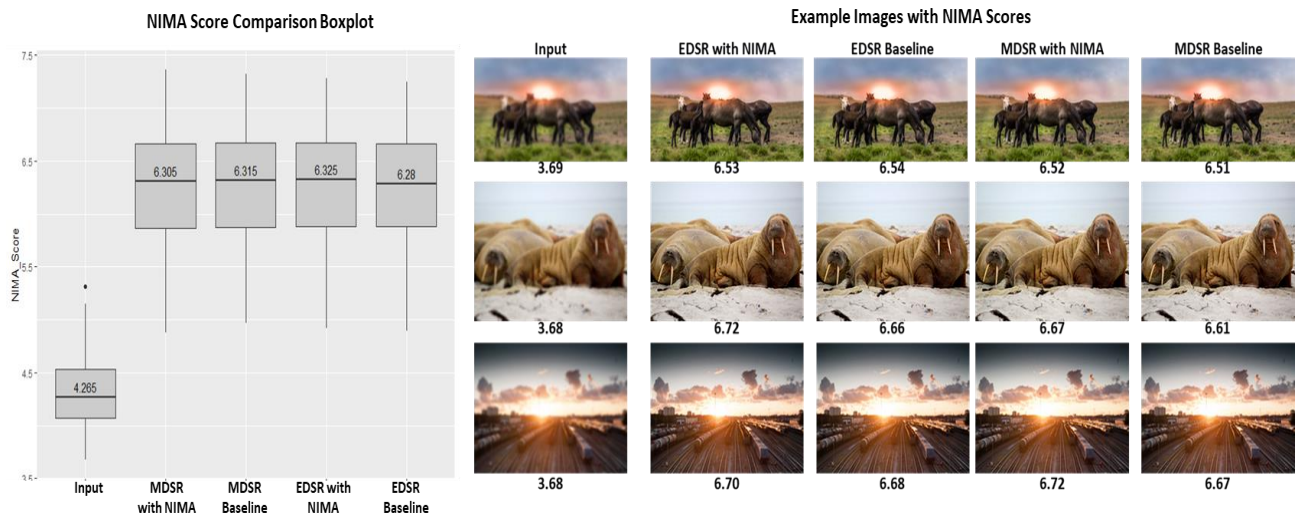 NIMA Score Comparison Boxplot
7.5
6.5
5.5
4.5
3.5
NIMA_Score
4.265
6.305
6.315
6.325
6.28
Input
MDSR
with NIMA
MDSR
Baseline
EDSR with
NIMA
EDSR
Baseline
Example Images with NIMA Scores
Input EDSR with NIMA EDSR Baseline MDSR with NIMA MDSR Baseline
3.69 6.53 6.54 6.52 6.51
3.68 6.72 6.66 6.67 6.61
3.68 6.70 6.68 6.72 6.67